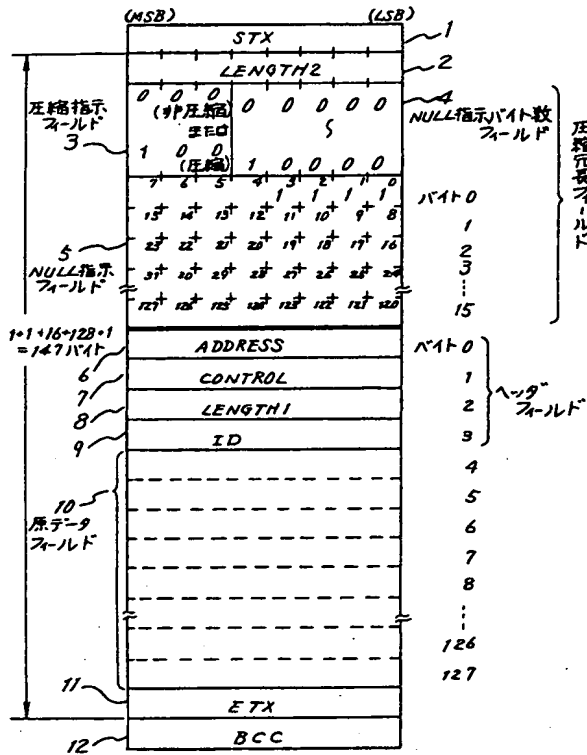 (MSB) (LSB)
STX 1
LENGTH2 2
圧縮指示
フィールド
3
0 0 0
(非圧縮)
または
1 0 0
(圧縮)
0 0 0 0 0
1 0 0 0 0
4
NULL指示バイト数
フィールド
圧縮冗長フィールド
7 6 5 4 3 2 1 0
1 1 1 1
バイト0
15 14 13 12 11 10 9 8
1
23 22 21 20 19 18 17 16
2
31 30 29 28 27 26 25 24
3
127 126 125 124 123 122 121 120
15
5
NULL指示
フィールド
1+1+16+128+1
=147バイト
6 ADDRESS バイト0
7 CONTROL 1
8 LENGTH1 2
9 ID 3
ヘッダ
フィールド
10
原データ
フィールド
4
5
6
7
8
126
127
11 ETX
12 BCC